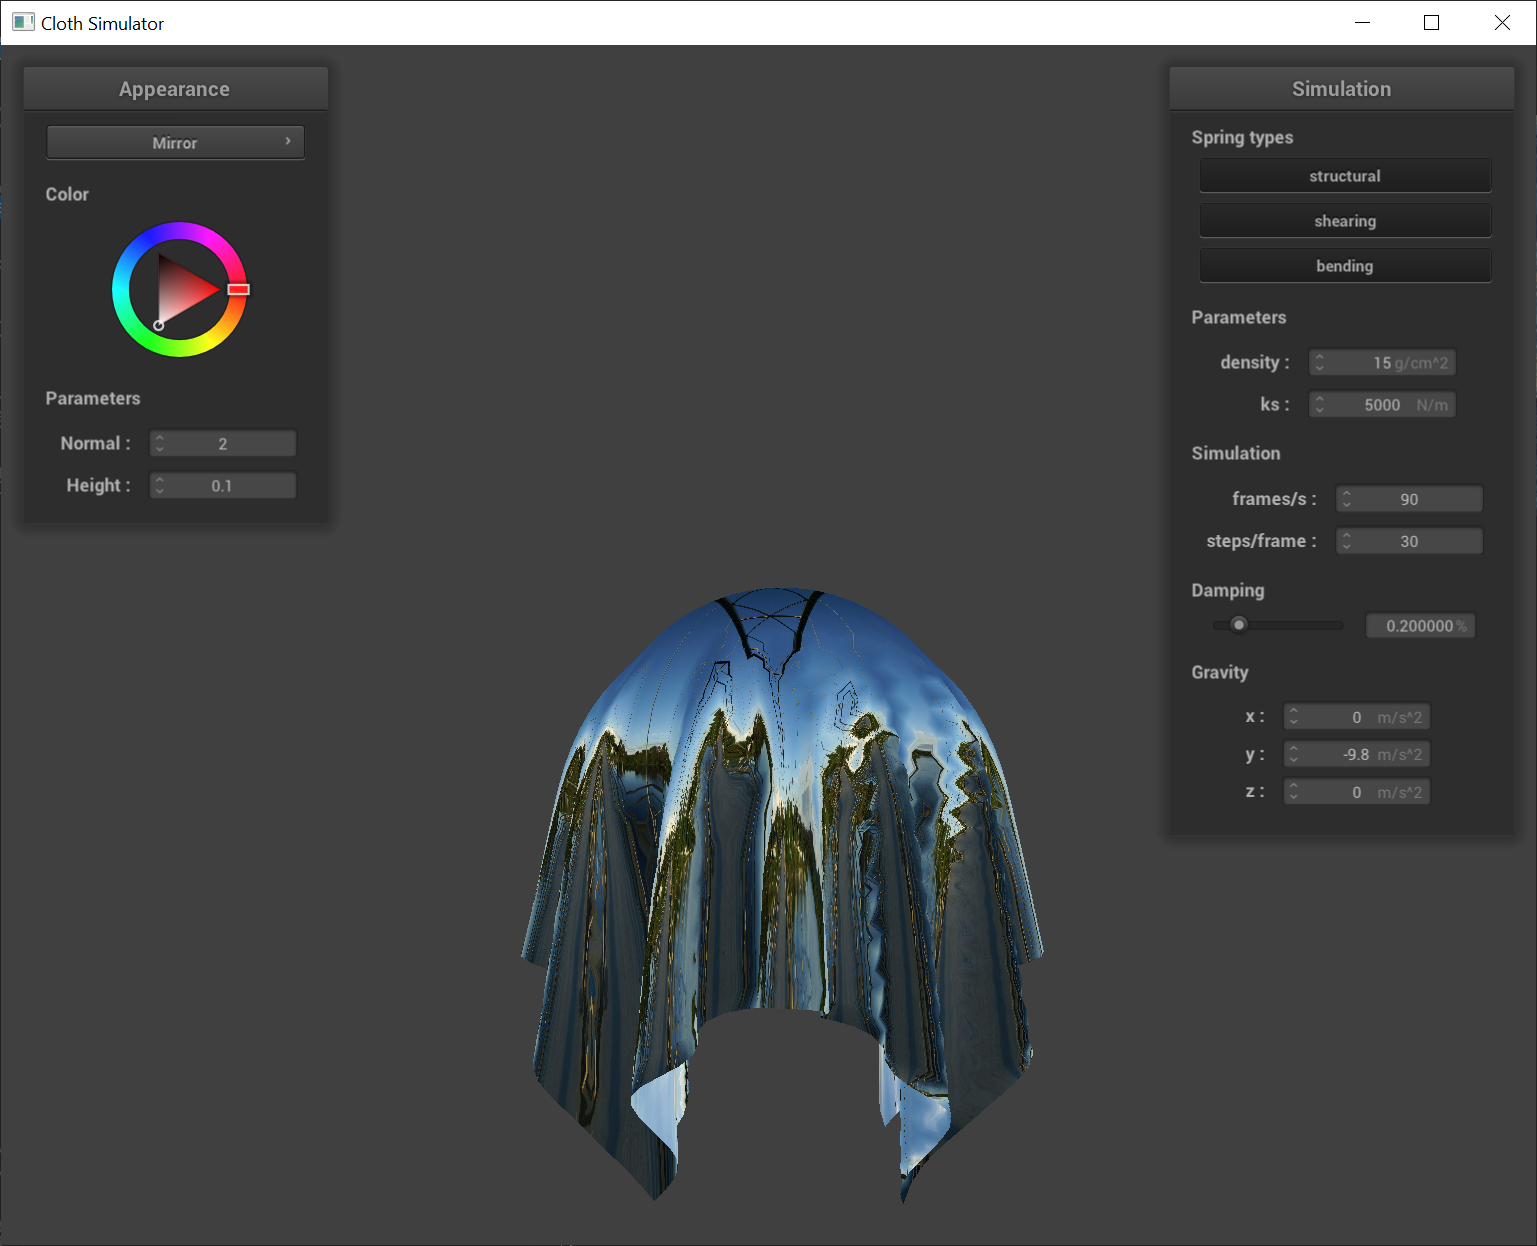 Cloth Simulator
Appearance
Mirror
Color
Parameters
Normal : 2
Height : 0.1
Simulation
Spring types
structural
shearing
bending
Parameters
density : 15 g/cm^2
ks : 5000 N/m
Simulation
frames/s : 90
steps/frame : 30
Damping
0.200000 %
Gravity
x : 0 m/s^2
y : -9.8 m/s^2
z : 0 m/s^2